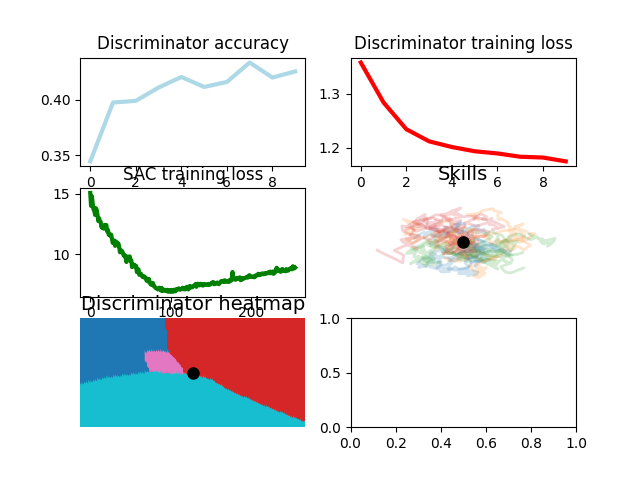 Discriminator accuracy
0.40
0.35
0 2 4 6 8
Discriminator training loss
1.3
1.2
0 2 4 6 8
SAC training loss
15
10
0 100 200
Skills
Discriminator heatmap
1.0
0.5
0.0
0.0 0.2 0.4 0.6 0.8 1.0